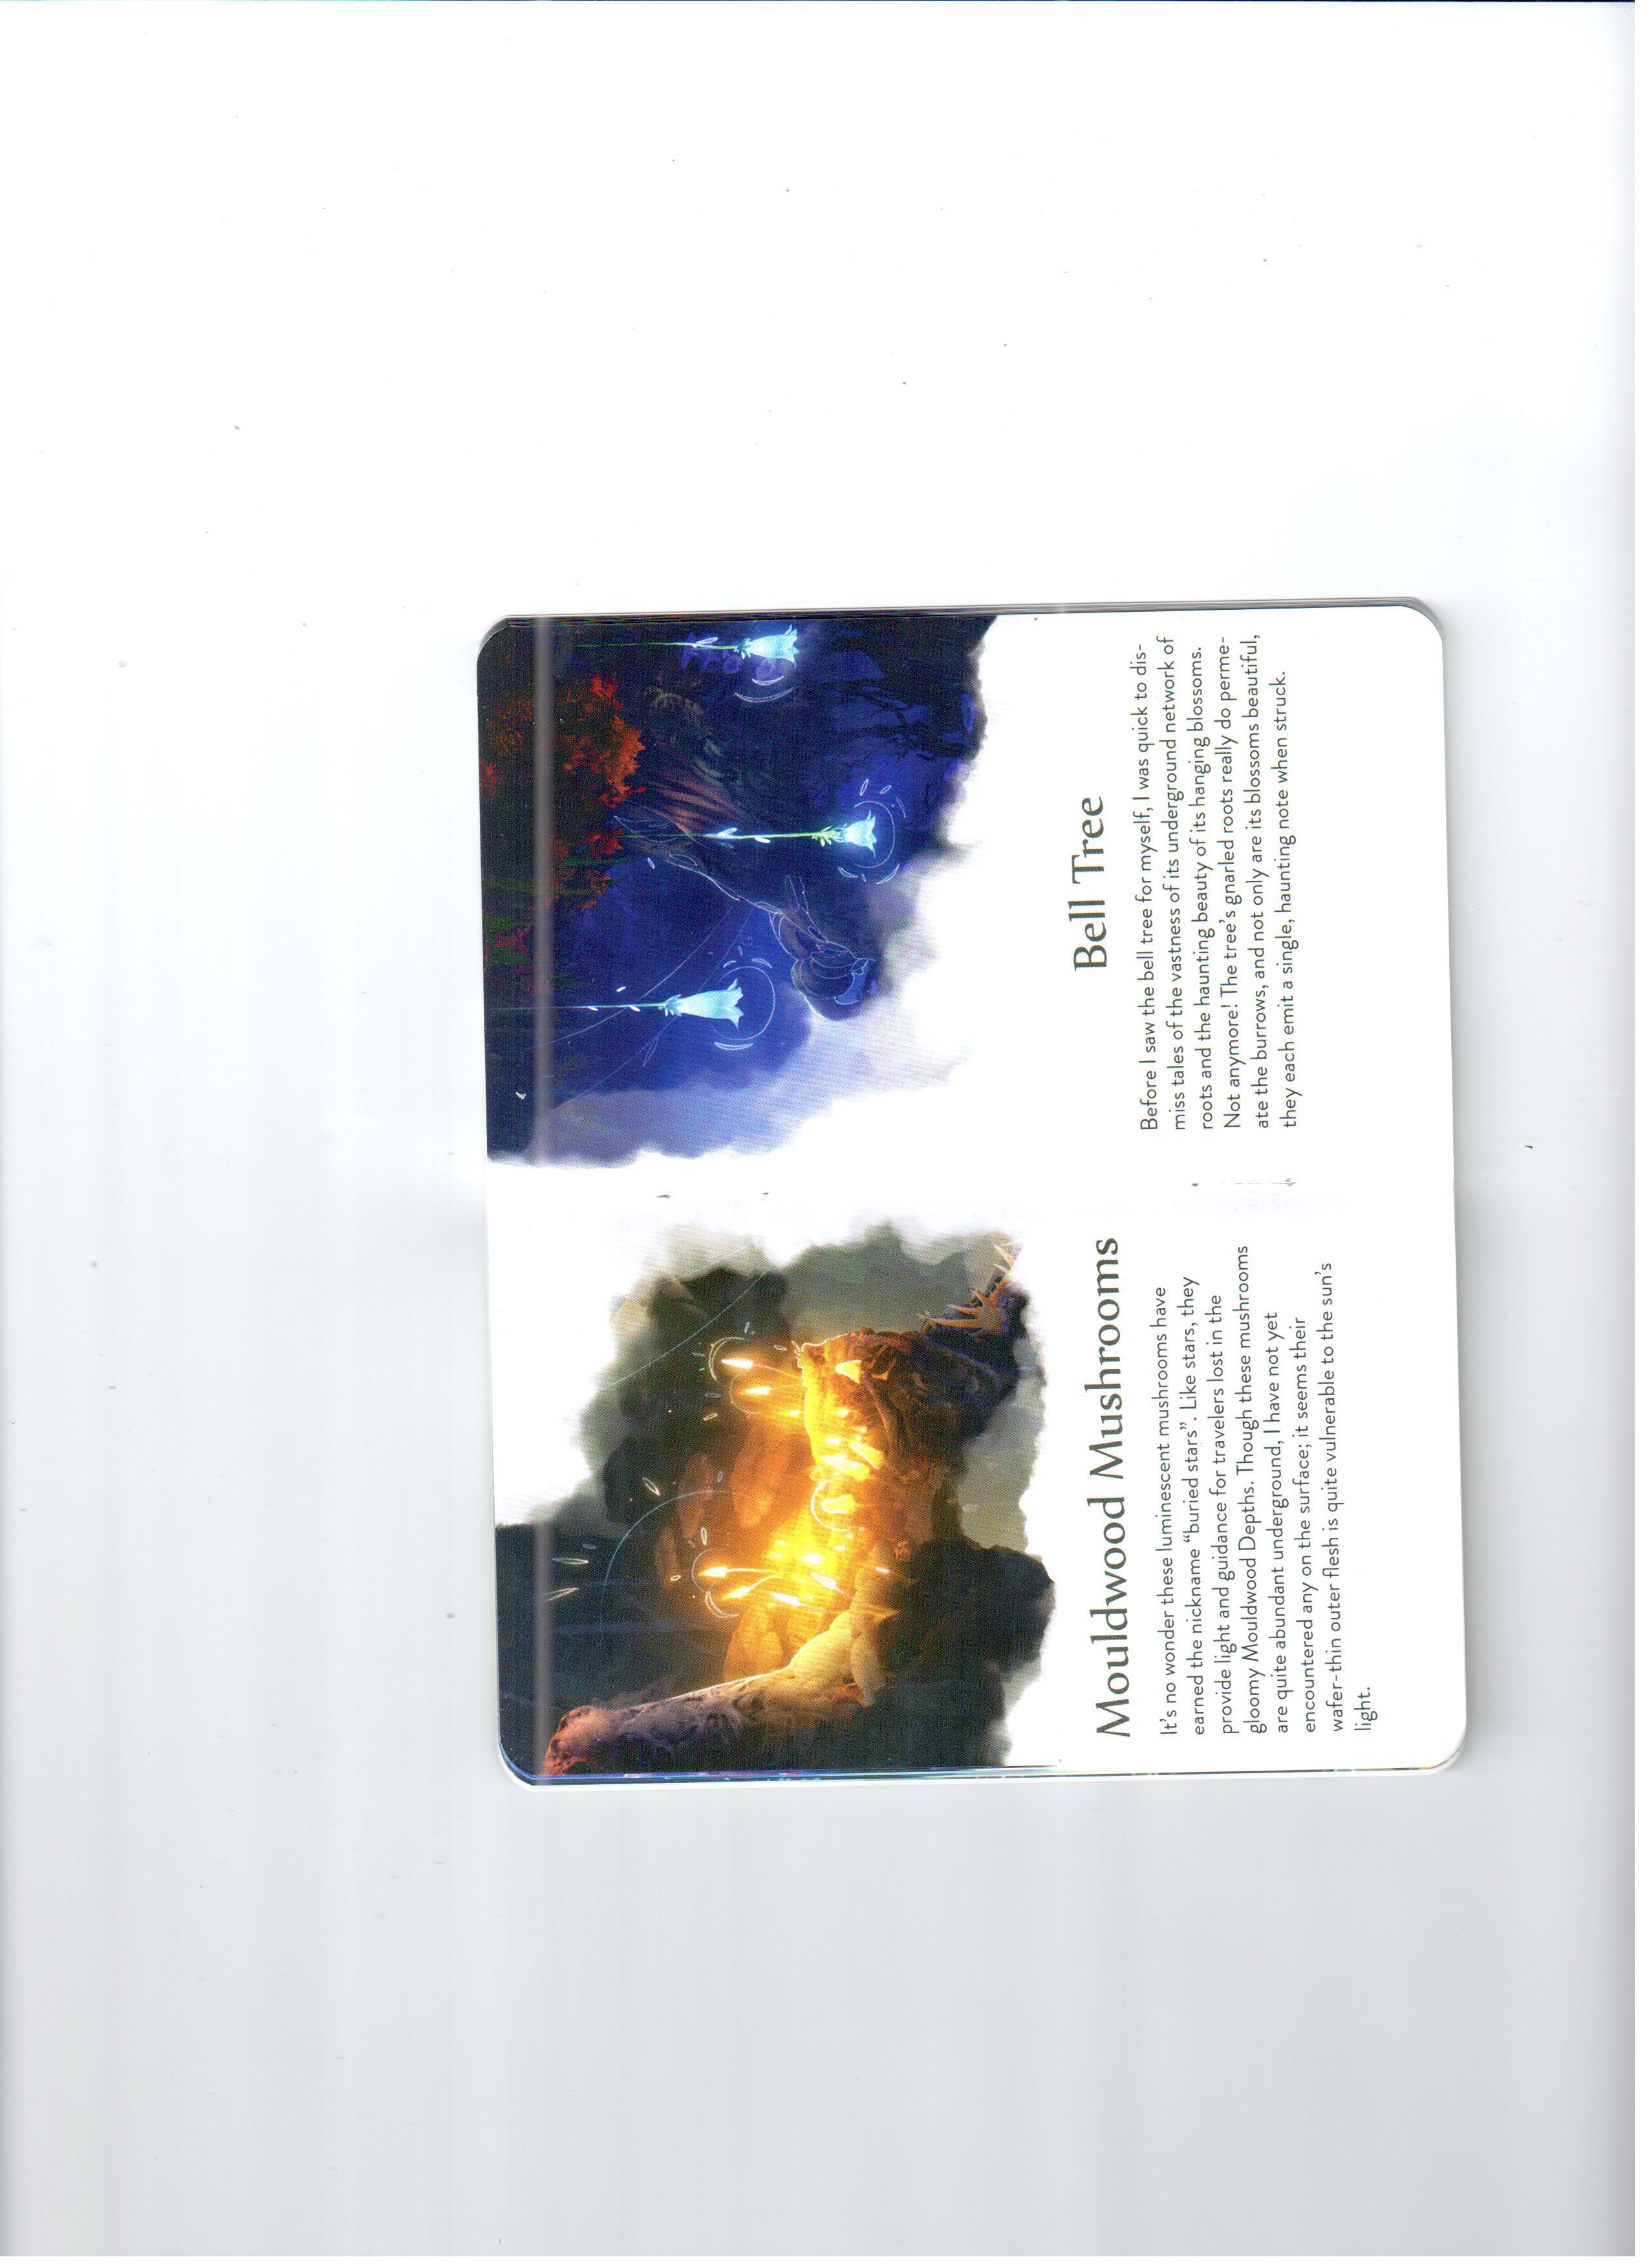 Mouldwood Mushrooms
It's no wonder these luminescent mushrooms have
earned the nickname “buried stars”. Like stars, they
provide light and guidance for travelers lost in the
gloomy Mouldwood Depths. Though these mushrooms
are quite abundant underground, I have not yet
encountered any on the surface; it seems their
wafer-thin outer flesh is quite vulnerable to the sun's
light.
Bell Tree
Before I saw the bell tree for myself, I was quick to dis-
miss tales of the vastness of its underground network of
roots and the haunting beauty of its hanging blossoms.
Not anymore! The tree's gnarled roots really do perme-
ate the burrows, and not only are its blossoms beautiful,
they each emit a single, haunting note when struck.